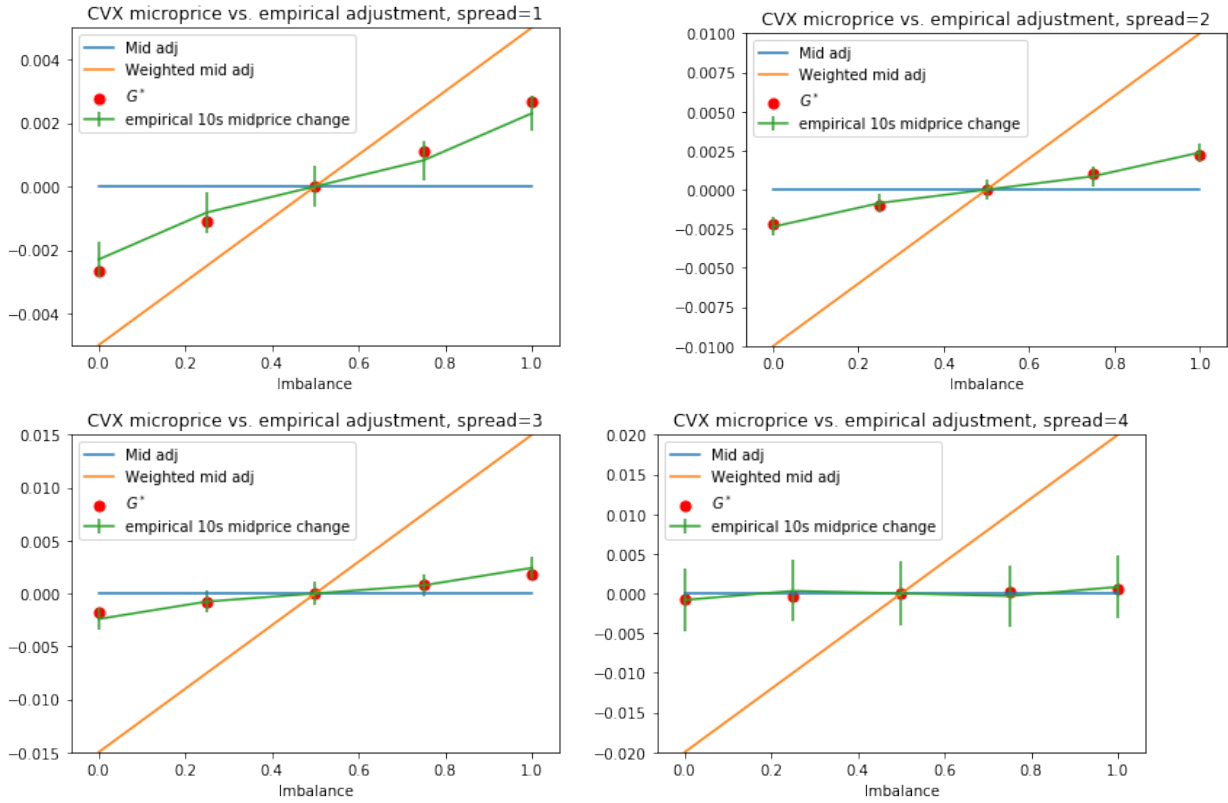 CVX microprice vs. empirical adjustment, spread=1
Mid adj
Weighted mid adj
G*
empirical 10s midprice change
0.004
0.002
0.000
−0.002
−0.004
0.0 0.2 0.4 0.6 0.8 1.0
Imbalance
CVX microprice vs. empirical adjustment, spread=2
Mid adj
Weighted mid adj
G*
empirical 10s midprice change
0.0100
0.0075
0.0050
0.0025
0.0000
−0.0025
−0.0050
−0.0075
−0.0100
0.0 0.2 0.4 0.6 0.8 1.0
Imbalance
CVX microprice vs. empirical adjustment, spread=3
Mid adj
Weighted mid adj
G*
empirical 10s midprice change
0.015
0.010
0.005
0.000
−0.005
−0.010
−0.015
0.0 0.2 0.4 0.6 0.8 1.0
Imbalance
CVX microprice vs. empirical adjustment, spread=4
Mid adj
Weighted mid adj
G*
empirical 10s midprice change
0.020
0.015
0.010
0.005
0.000
−0.005
−0.010
−0.015
−0.020
0.0 0.2 0.4 0.6 0.8 1.0
Imbalance